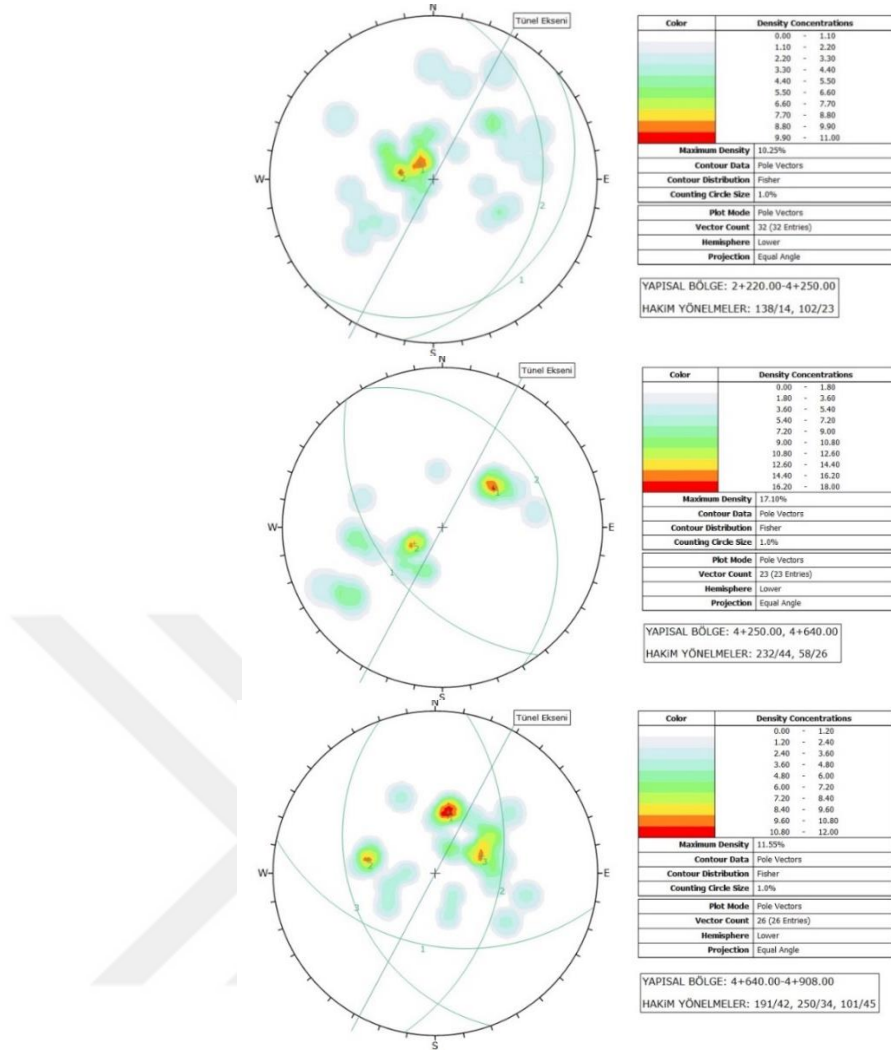 N
Tünel Ekseni
W
E
S
2
1
2
Color Density Concentrations
0.00 - 1.10
1.10 - 2.20
2.20 - 3.30
3.30 - 4.40
4.40 - 5.50
5.50 - 6.60
6.60 - 7.70
7.70 - 8.80
8.80 - 9.90
9.90 - 11.00
Maximum Density 10.25%
Contour Data Pole Vectors
Contour Distribution Fisher
Counting Circle Size 1.0%
Plot Mode Pole Vectors
Vector Count 32 (32 Entries)
Hemisphere Lower
Projection Equal Angle
YAPISAL BÖLGE: 2+220.00-4+250.00
HAKİM YÖNELMELER: 138/14, 102/23
N
Tünel Ekseni
W
E
S
2
1
2
1
Color Density Concentrations
0.00 - 1.80
1.80 - 3.60
3.60 - 5.40
5.40 - 7.20
7.20 - 9.00
9.00 - 10.80
10.80 - 12.60
12.60 - 14.40
14.40 - 16.20
16.20 - 18.00
Maximum Density 17.10%
Contour Data Pole Vectors
Contour Distribution Fisher
Counting Circle Size 1.0%
Plot Mode Pole Vectors
Vector Count 23 (23 Entries)
Hemisphere Lower
Projection Equal Angle
YAPISAL BÖLGE: 4+250.00, 4+640.00
HAKİM YÖNELMELER: 232/44, 58/26
N
Tünel Ekseni
W
E
S
2
3
2
3
1
Color Density Concentrations
0.00 - 1.20
1.20 - 2.40
2.40 - 3.60
3.60 - 4.80
4.80 - 6.00
6.00 - 7.20
7.20 - 8.40
8.40 - 9.60
9.60 - 10.80
10.80 - 12.00
Maximum Density 11.55%
Contour Data Pole Vectors
Contour Distribution Fisher
Counting Circle Size 1.0%
Plot Mode Pole Vectors
Vector Count 26 (26 Entries)
Hemisphere Lower
Projection Equal Angle
YAPISAL BÖLGE: 4+640.00-4+908.00
HAKİM YÖNELMELER: 191/42, 250/34, 101/45